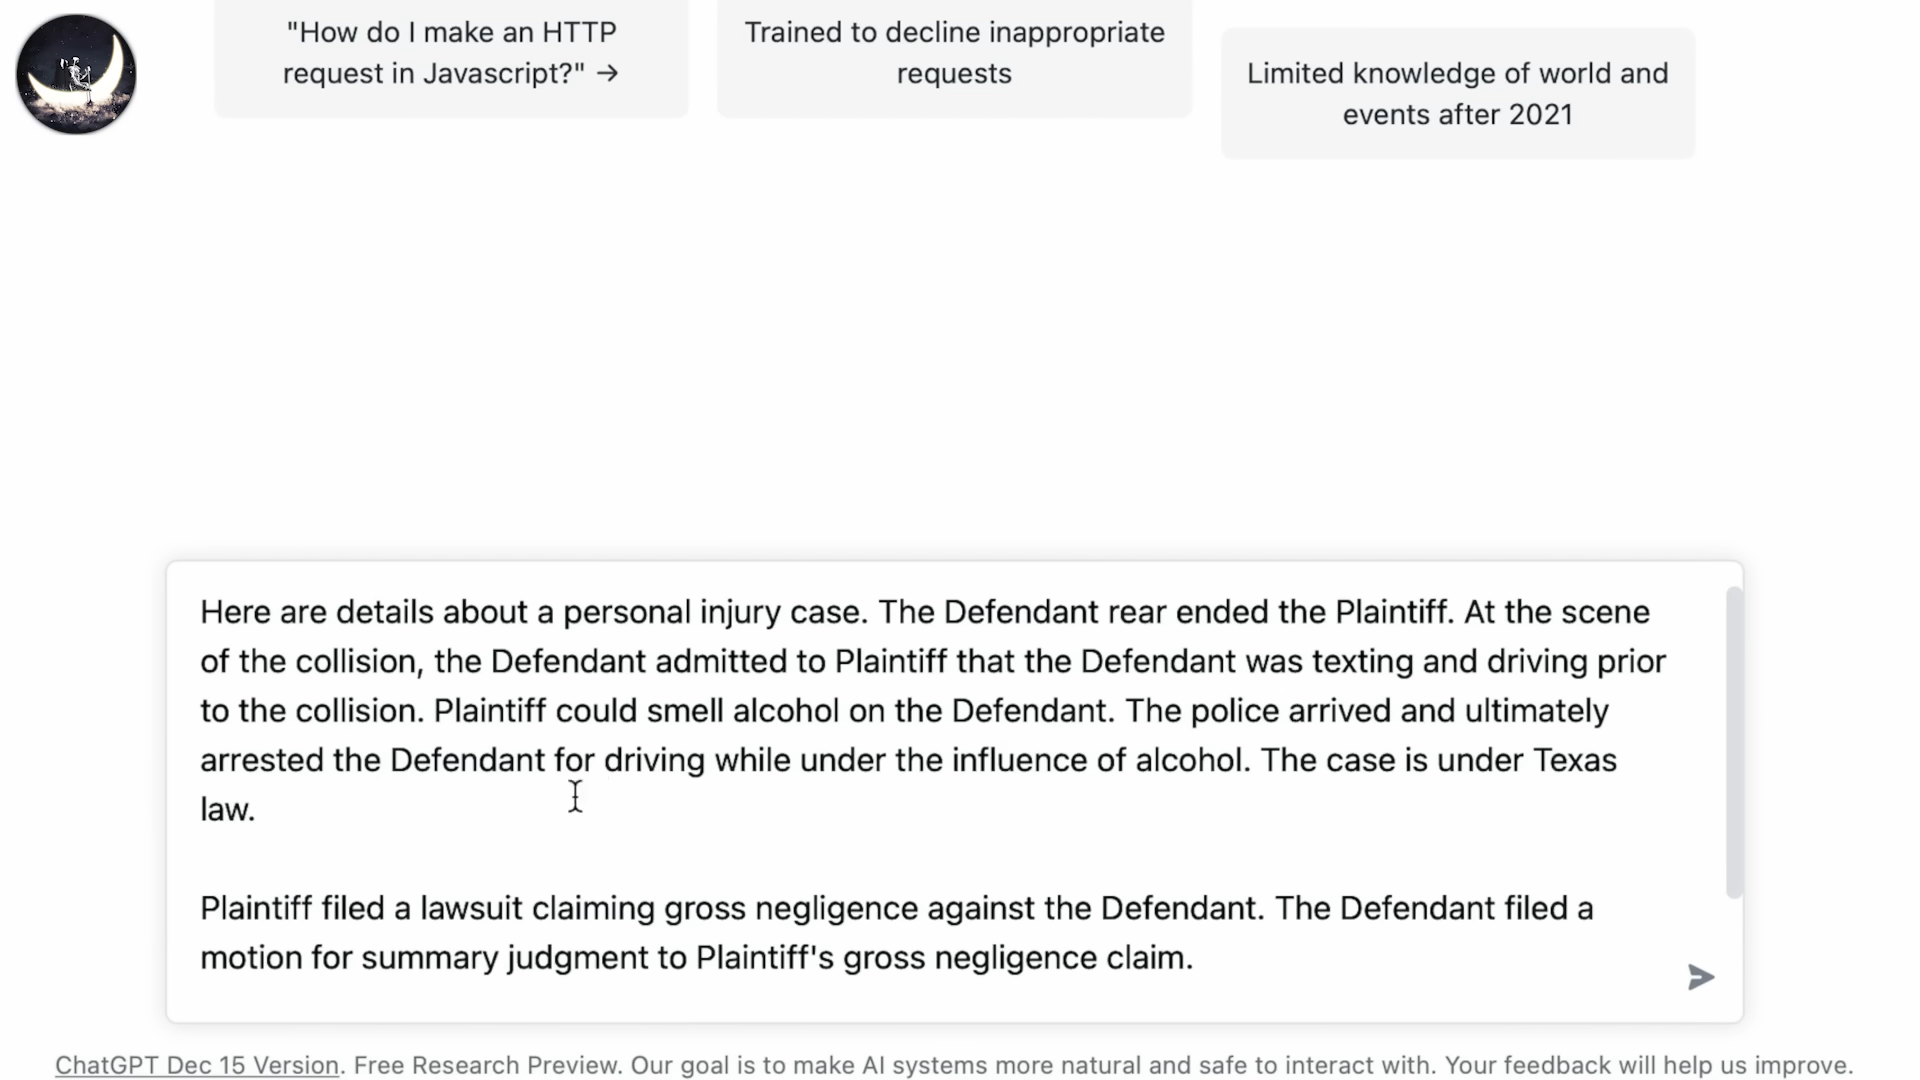 "How do I make an HTTP
request in Javascript?" →
Trained to decline inappropriate
requests
Limited knowledge of world and
events after 2021
Here are details about a personal injury case. The Defendant rear ended the Plaintiff. At the scene
of the collision, the Defendant admitted to Plaintiff that the Defendant was texting and driving prior
to the collision. Plaintiff could smell alcohol on the Defendant. The police arrived and ultimately
arrested the Defendant for driving while under the influence of alcohol. The case is under Texas
law.
Plaintiff filed a lawsuit claiming gross negligence against the Defendant. The Defendant filed a
motion for summary judgment to Plaintiff's gross negligence claim.
ChatGPT Dec 15 Version. Free Research Preview. Our goal is to make AI systems more natural and safe to interact with. Your feedback will help us improve.